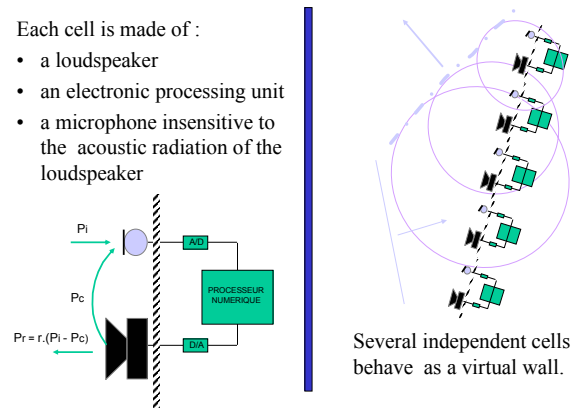 Each cell is made of :
• a loudspeaker
• an electronic processing unit
• a microphone insensitive to
the acoustic radiation of the
loudspeaker
Pi
A/D
Pc
PROCESSEUR
NUMERIQUE
Pr = r.(Pi - Pc)
D/A
Several independent cells
behave as a virtual wall.